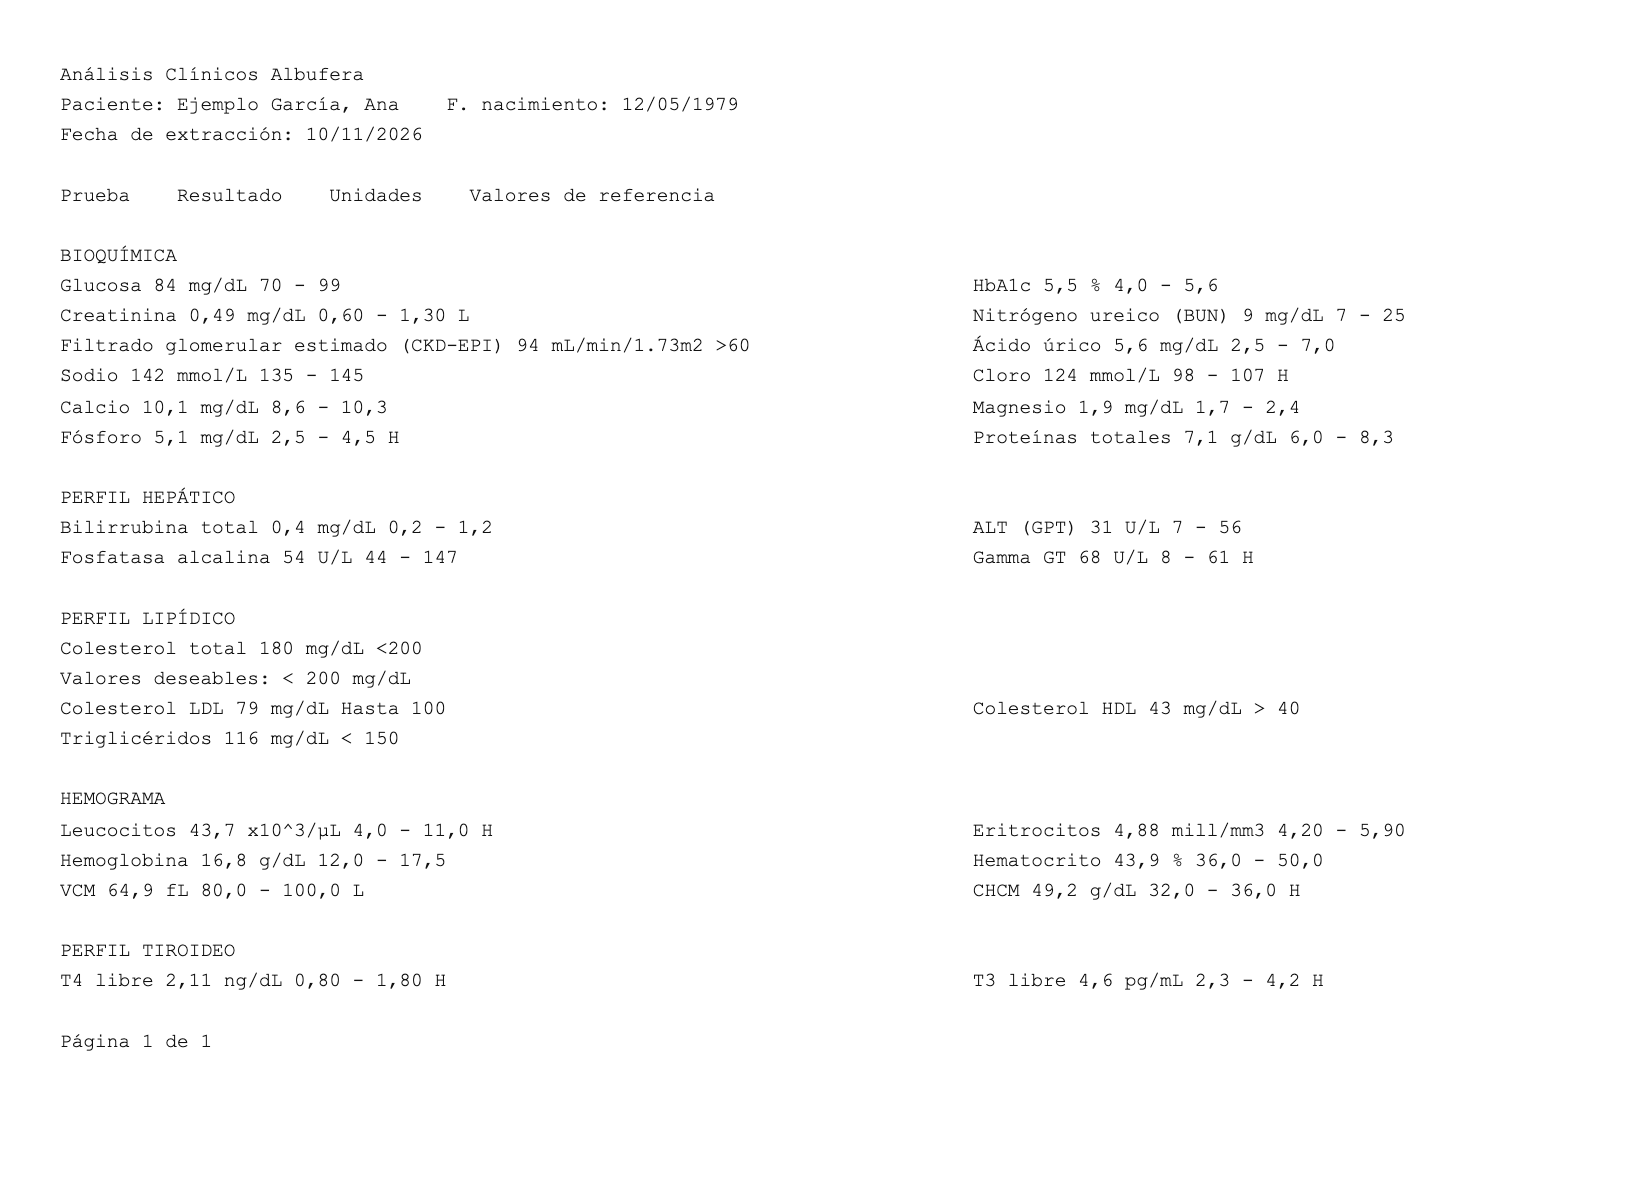 Análisis Clínicos Albufera
Paciente: Ejemplo García, Ana    F. nacimiento: 12/05/1979
Fecha de extracción: 10/11/2026
Prueba    Resultado    Unidades    Valores de referencia
BIOQUÍMICA
Glucosa 84 mg/dL 70 - 99    HbA1c 5,5 % 4,0 - 5,6
Creatinina 0,49 mg/dL 0,60 - 1,30 L    Nitrógeno ureico (BUN) 9 mg/dL 7 - 25
Filtrado glomerular estimado (CKD-EPI) 94 mL/min/1.73m2 >60    Ácido úrico 5,6 mg/dL 2,5 - 7,0
Sodio 142 mmol/L 135 - 145    Cloro 124 mmol/L 98 - 107 H
Calcio 10,1 mg/dL 8,6 - 10,3    Magnesio 1,9 mg/dL 1,7 - 2,4
Fósforo 5,1 mg/dL 2,5 - 4,5 H    Proteínas totales 7,1 g/dL 6,0 - 8,3
PERFIL HEPÁTICO
Bilirrubina total 0,4 mg/dL 0,2 - 1,2    ALT (GPT) 31 U/L 7 - 56
Fosfatasa alcalina 54 U/L 44 - 147    Gamma GT 68 U/L 8 - 61 H
PERFIL LIPÍDICO
Colesterol total 180 mg/dL <200
Valores deseables: < 200 mg/dL
Colesterol LDL 79 mg/dL Hasta 100    Colesterol HDL 43 mg/dL > 40
Triglicéridos 116 mg/dL < 150
HEMOGRAMA
Leucocitos 43,7 x10^3/µL 4,0 - 11,0 H    Eritrocitos 4,88 mill/mm3 4,20 - 5,90
Hemoglobina 16,8 g/dL 12,0 - 17,5    Hematocrito 43,9 % 36,0 - 50,0
VCM 64,9 fL 80,0 - 100,0 L    CHCM 49,2 g/dL 32,0 - 36,0 H
PERFIL TIROIDEO
T4 libre 2,11 ng/dL 0,80 - 1,80 H    T3 libre 4,6 pg/mL 2,3 - 4,2 H
Página 1 de 1